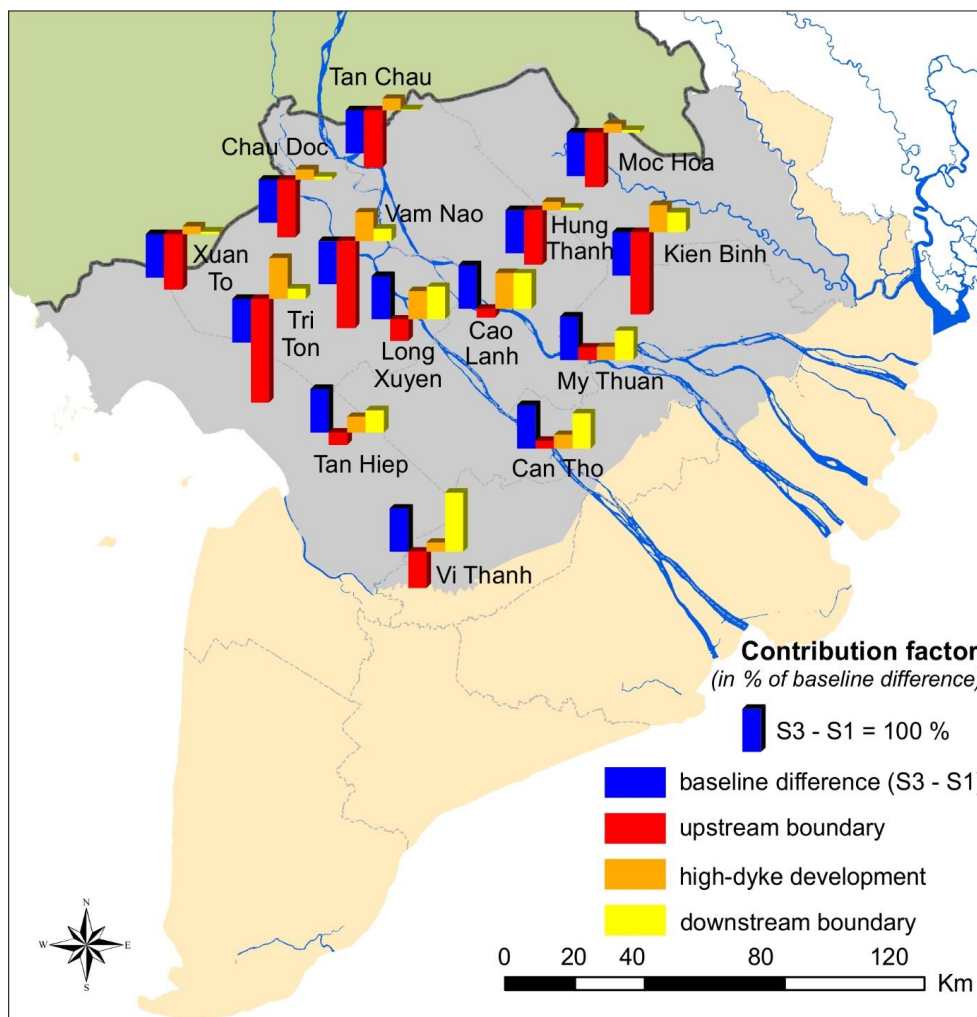 Tan Chau
Chau Doc
Moc Hoa
Vam Nao
Hung
Thanh
Kien Binh
Xuan
To
Tri
Ton
Long
Xuyen
Cao
Lanh
My Thuan
Tan Hiep
Can Tho
Vi Thanh
Contribution factor
(in % of baseline difference)
S3 - S1 = 100 %
baseline difference (S3 - S1)
upstream boundary
high-dyke development
downstream boundary
N
W E
S
0 20 40 80 120
Km